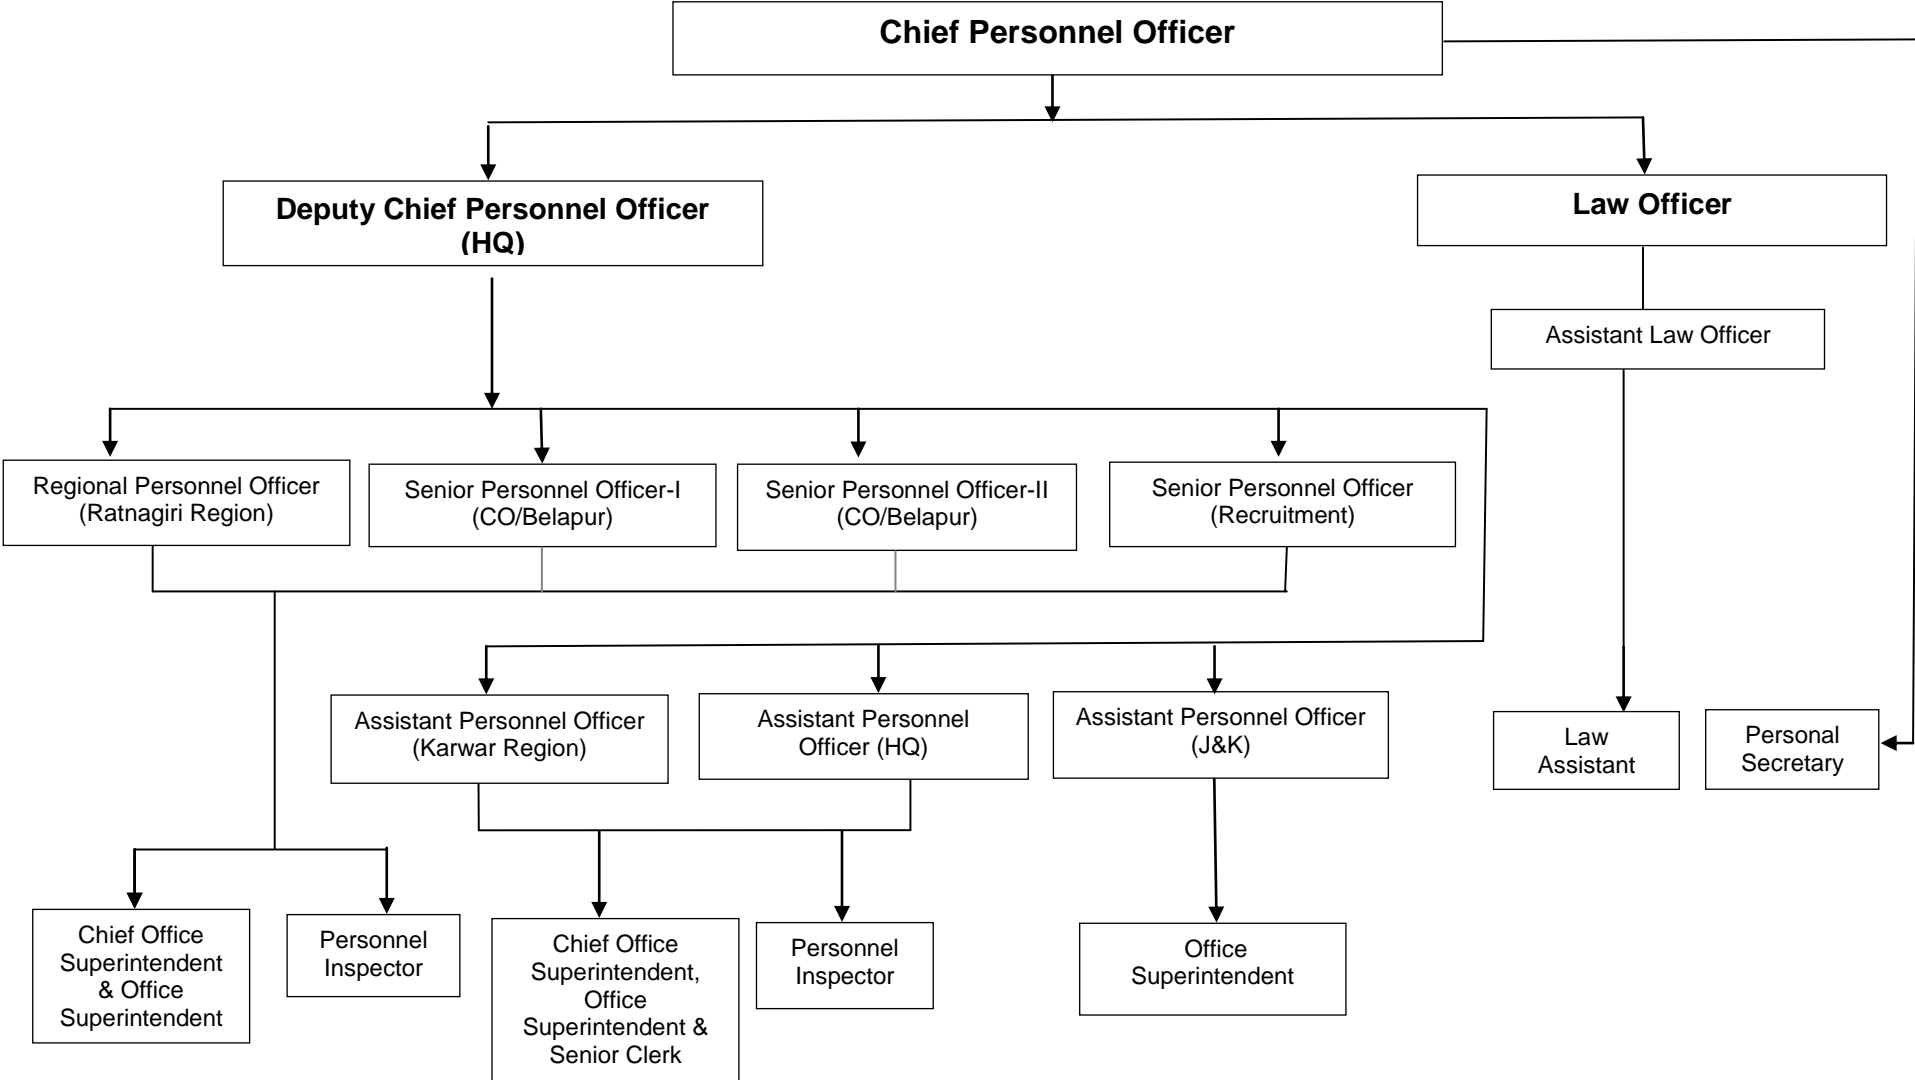 Chief Personnel Officer
Deputy Chief Personnel Officer
(HQ)
Law Officer
Assistant Law Officer
Regional Personnel Officer
(Ratnagiri Region)
Senior Personnel Officer-I
(CO/Belapur)
Senior Personnel Officer-II
(CO/Belapur)
Senior Personnel Officer
(Recruitment)
Assistant Personnel Officer
(Karwar Region)
Assistant Personnel
Officer (HQ)
Assistant Personnel Officer
(J&K)
Law
Assistant
Personal
Secretary
Chief Office
Superintendent
& Office
Superintendent
Personnel
Inspector
Chief Office
Superintendent,
Office
Superintendent &
Senior Clerk
Personnel
Inspector
Office
Superintendent